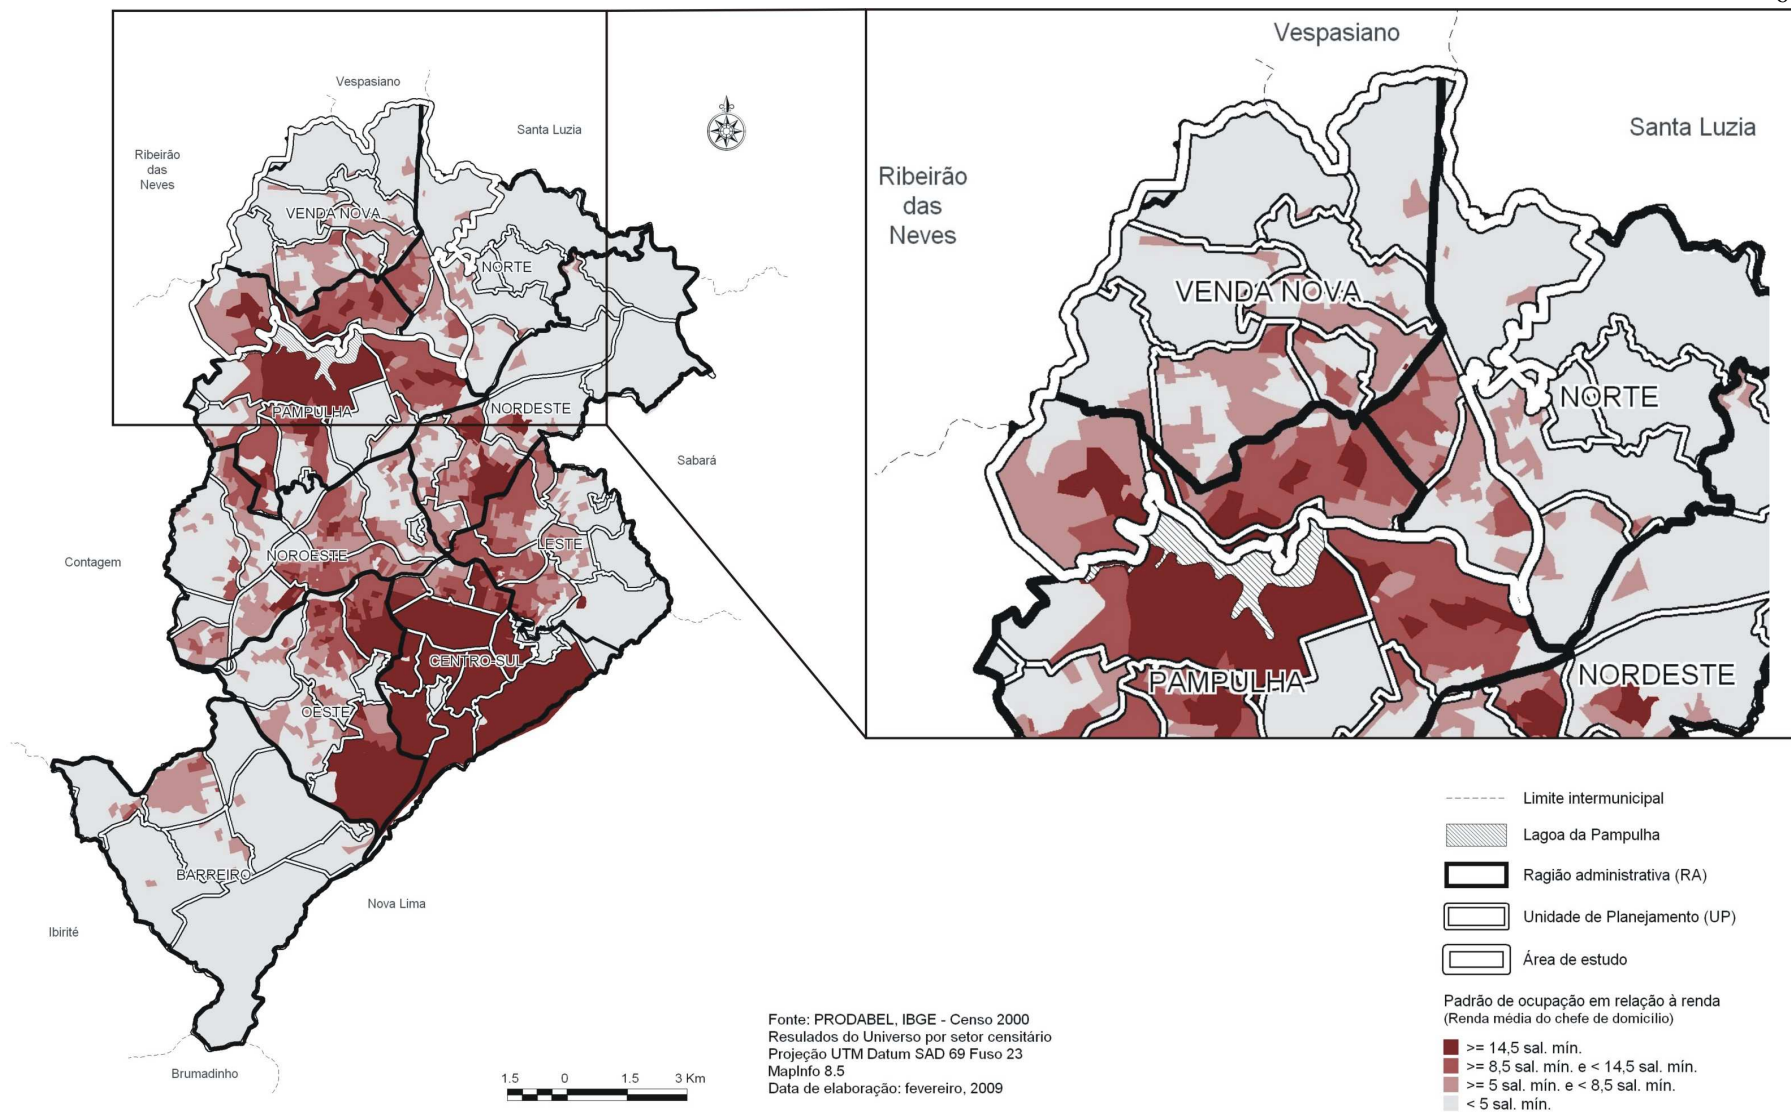 Vespasiano
Santa Luzia
Ribeirão
das
Neves
VENDA NOVA
NORTE
PAMPULHA
NORDESTE
Sabará
Contagem
NOROESTE
LESTE
CENTRO-SUL
OESTE
BARREIRO
Nova Lima
Ibirité
Brumadinho
Vespasiano
Santa Luzia
Ribeirão
das
Neves
VENDA NOVA
NORTE
PAMPULHA
NORDESTE
Limite intermunicipal
Lagoa da Pampulha
Ragião administrativa (RA)
Unidade de Planejamento (UP)
Área de estudo
Padrão de ocupação em relação à renda
(Renda média do chefe de domicílio)
>= 14,5 sal. mín.
>= 8,5 sal. mín e < 14,5 sal. mín.
>= 5 sal. mín e < 8,5 sal. mín.
< 5 sal. mín.
Fonte: PRODABEL, IBGE - Censo 2000
Resulados do Universo por setor censitário
Projeção UTM Datum SAD 69 Fuso 23
MapInfo 8.5
Data de elaboração: fevereiro, 2009
1.5 0 1.5 3 Km